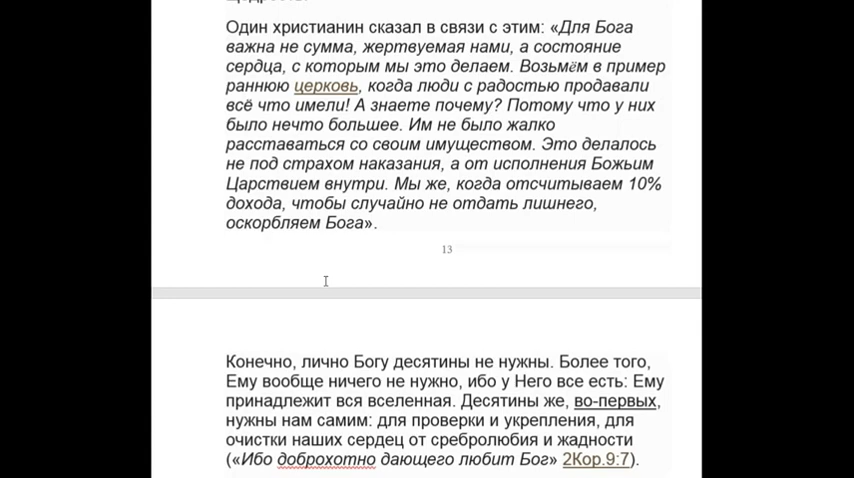 Один христианин сказал в связи с этим: «Для Бога
важна не сумма, жертвуемая нами, а состояние
сердца, с которым мы это делаем. Возьмём в пример
раннюю церковь, когда люди с радостью продавали
всё что имели! А знаете почему? Потому что у них
было нечто большее. Им не было жалко
расставаться со своим имуществом. Это делалось
не под страхом наказания, а от исполнения Божьим
Царствием внутри. Мы же, когда отсчитываем 10%
дохода, чтобы случайно не отдать лишнего,
оскорбляем Бога».
13
Конечно, лично Богу десятины не нужны. Более того,
Ему вообще ничего не нужно, ибо у Него все есть: Ему
принадлежит вся вселенная. Десятины же, во-первых,
нужны нам самим: для проверки и укрепления, для
очистки наших сердец от сребролюбия и жадности
(«Ибо доброхотно дающего любит Бог» 2Кор.9:7).